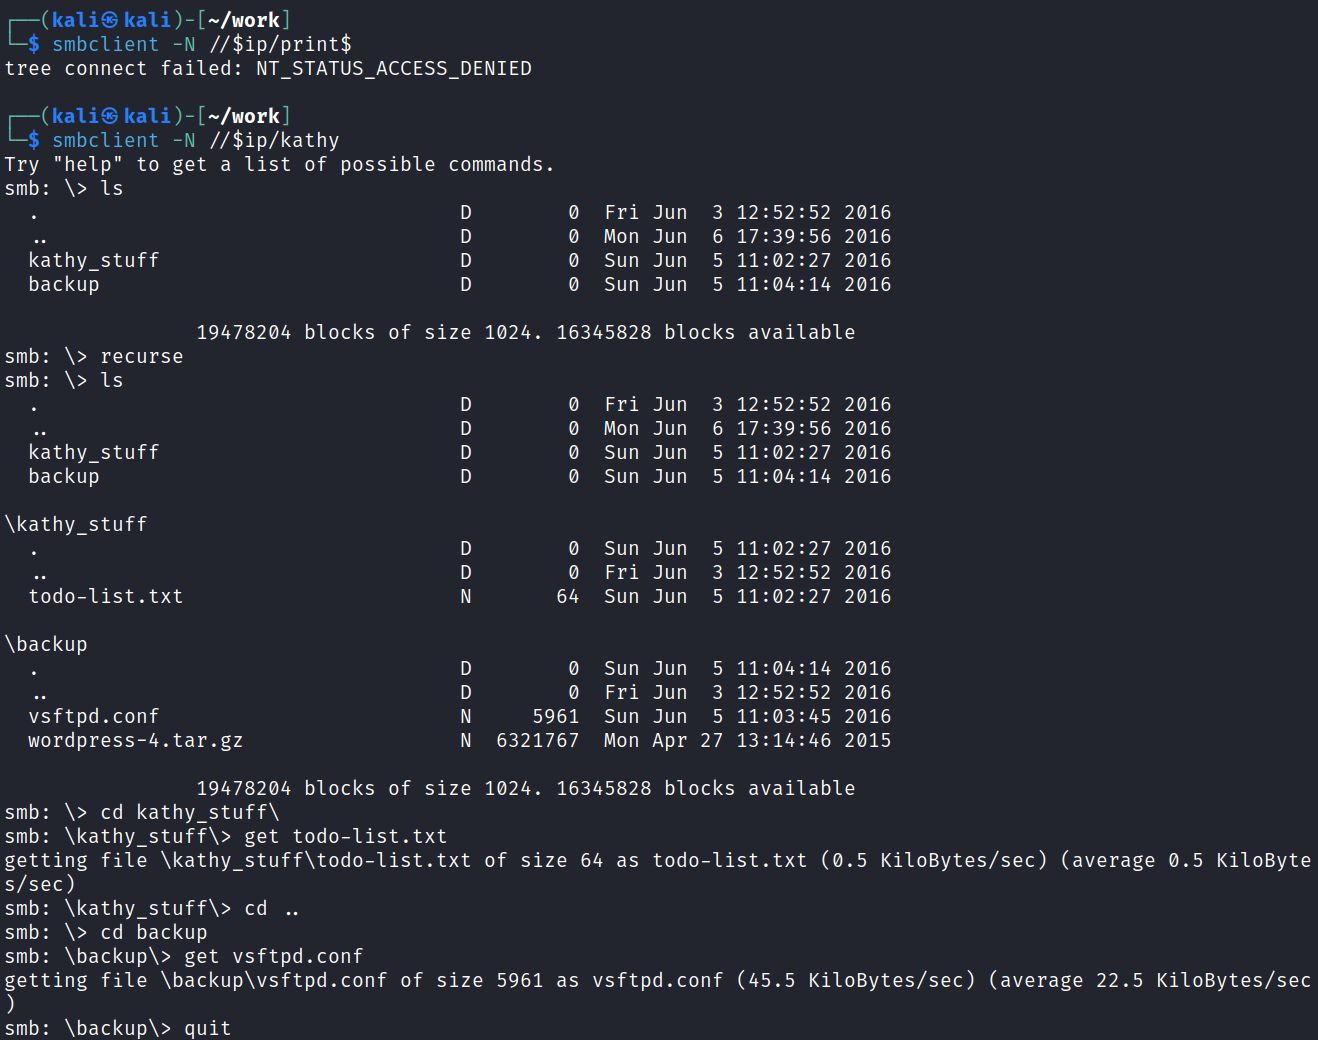 ┌──(kali㉿kali)-[~/work]
└─$ smbclient -N //$ip/print$
tree connect failed: NT_STATUS_ACCESS_DENIED
┌──(kali㉿kali)-[~/work]
└─$ smbclient -N //$ip/kathy
Try "help" to get a list of possible commands.
smb: \> ls
  .                                   D        0  Fri Jun  3 12:52:52 2016
  ..                                  D        0  Mon Jun  6 17:39:56 2016
  kathy_stuff                         D        0  Sun Jun  5 11:02:27 2016
  backup                              D        0  Sun Jun  5 11:04:14 2016
                19478204 blocks of size 1024. 16345828 blocks available
smb: \> recurse
smb: \> ls
  .                                   D        0  Fri Jun  3 12:52:52 2016
  ..                                  D        0  Mon Jun  6 17:39:56 2016
  kathy_stuff                         D        0  Sun Jun  5 11:02:27 2016
  backup                              D        0  Sun Jun  5 11:04:14 2016
\kathy_stuff
  .                                   D        0  Sun Jun  5 11:02:27 2016
  ..                                  D        0  Fri Jun  3 12:52:52 2016
  todo-list.txt                       N       64  Sun Jun  5 11:02:27 2016
\backup
  .                                   D        0  Sun Jun  5 11:04:14 2016
  ..                                  D        0  Fri Jun  3 12:52:52 2016
  vsftpd.conf                         N     5961  Sun Jun  5 11:03:45 2016
  wordpress-4.tar.gz                  N  6321767  Mon Apr 27 13:14:46 2015
                19478204 blocks of size 1024. 16345828 blocks available
smb: \> cd kathy_stuff\
smb: \kathy_stuff\> get todo-list.txt
getting file \kathy_stuff\todo-list.txt of size 64 as todo-list.txt (0.5 KiloBytes/sec) (average 0.5 KiloByte
s/sec)
smb: \kathy_stuff\> cd ..
smb: \> cd backup
smb: \backup\> get vsftpd.conf
getting file \backup\vsftpd.conf of size 5961 as vsftpd.conf (45.5 KiloBytes/sec) (average 22.5 KiloBytes/sec
)
smb: \backup\> quit